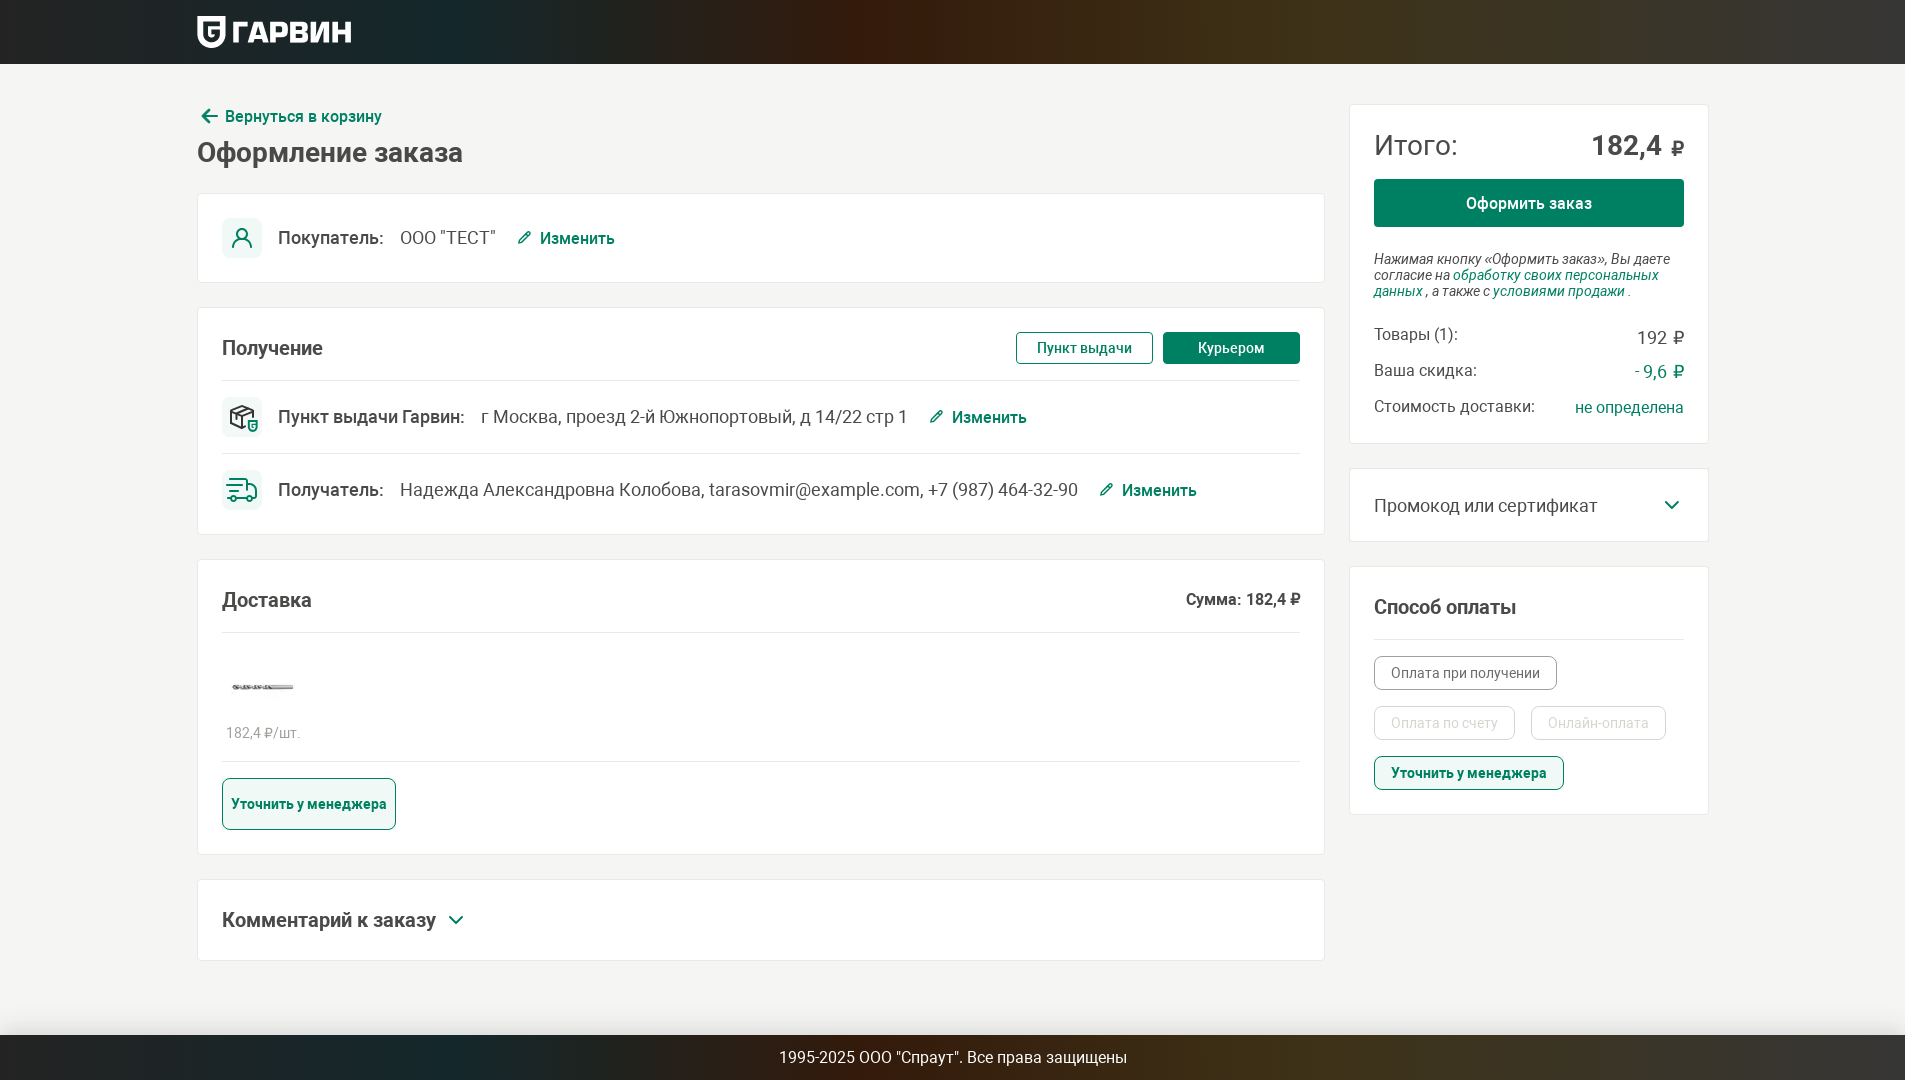 ГАРВИН
Вернуться в корзину
Оформление заказа
Покупатель: ООО "ТЕСТ" Изменить
Получение
Пункт выдачи
Курьером
Пункт выдачи Гарвин: г Москва, проезд 2-й Южнопортовый, д 14/22 стр 1 Изменить
Получатель: Надежда Александровна Колобова, tarasovmir@example.com, +7 (987) 464-32-90 Изменить
Доставка
Сумма: 182,4 ₽
182,4 ₽/шт.
Уточнить у менеджера
Комментарий к заказу
Итого: 182,4 ₽
Оформить заказ
Нажимая кнопку «Оформить заказ», Вы даете
согласие на обработку своих персональных
данных , а также с условиями продажи .
Товары (1): 192 ₽
Ваша скидка: - 9,6 ₽
Стоимость доставки: не определена
Промокод или сертификат
Способ оплаты
Оплата при получении
Оплата по счету
Онлайн-оплата
Уточнить у менеджера
1995-2025 ООО "Спраут". Все права защищены